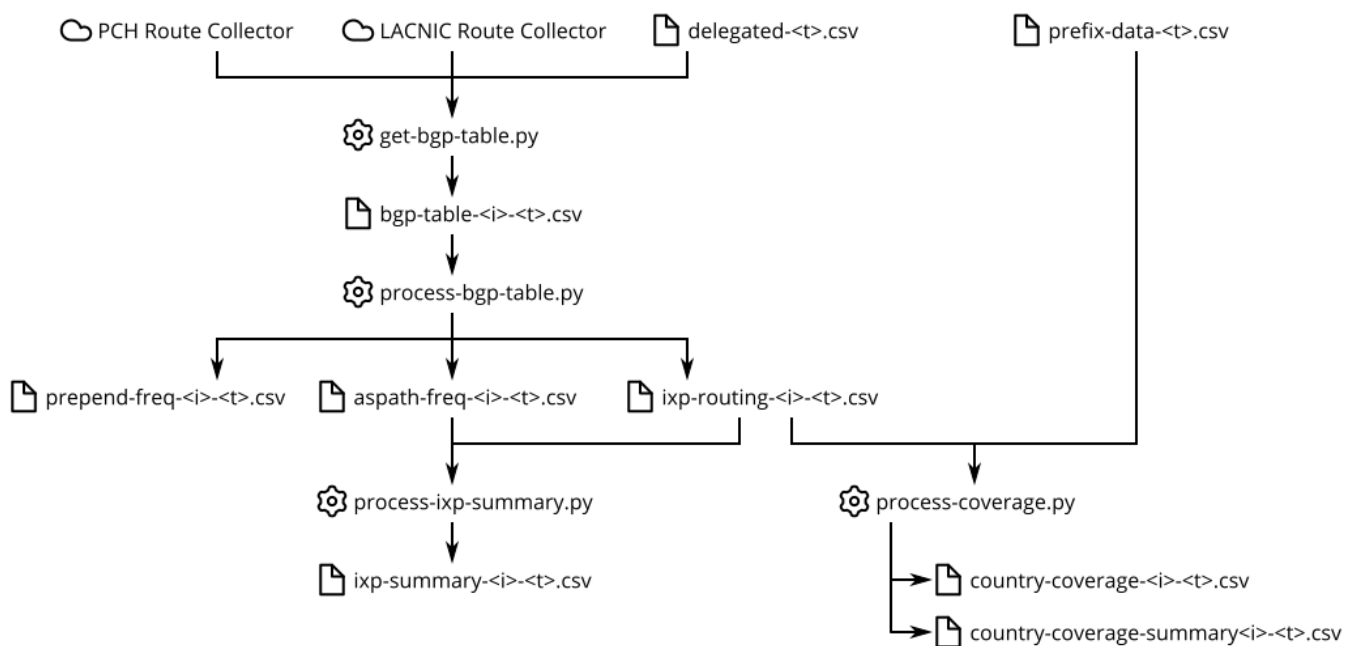 PCH Route Collector
LACNIC Route Collector
delegated-<t>.csv
prefix-data-<t>.csv
get-bgp-table.py
bgp-table-<i>-<t>.csv
process-bgp-table.py
prepend-freq-<i>-<t>.csv
aspath-freq-<i>-<t>.csv
ixp-routing-<i>-<t>.csv
process-ixp-summary.py
process-coverage.py
ixp-summary-<i>-<t>.csv
country-coverage-<i>-<t>.csv
country-coverage-summary<i>-<t>.csv